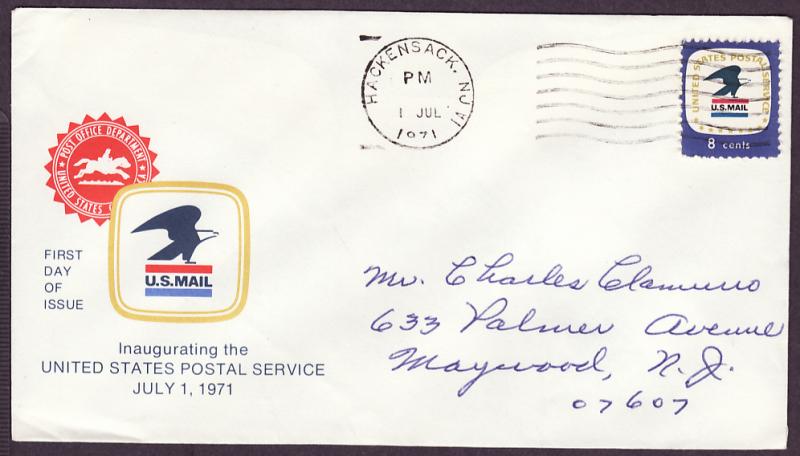 HACKENSACK, NJ
PM
1 JUL
1971
UNITED STATES POSTAL SERVICE
U.S. MAIL
8 cents
POST OFFICE DEPARTMENT
UNITED STATES
U.S. MAIL
FIRST
DAY
OF
ISSUE
Inaugurating the
UNITED STATES POSTAL SERVICE
JULY 1, 1971
Mr. Charles Clamurro
633 Palmer Avenue
Maywood, N.J.
07607